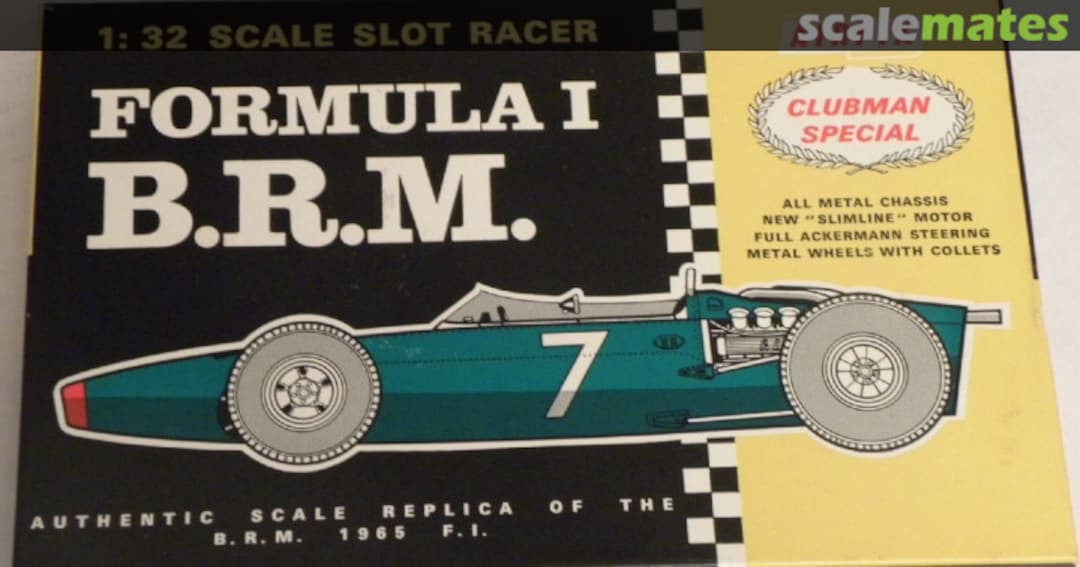 scalemates
1:32 SCALE SLOT RACER
FORMULA I
B.R.M.
CLUBMAN
SPECIAL
ALL METAL CHASSIS
NEW "SLIMLINE" MOTOR
FULL ACKERMANN STEERING
METAL WHEELS WITH COLLETS
7
AUTHENTIC SCALE REPLICA OF THE
B.R.M. 1965 F.I.